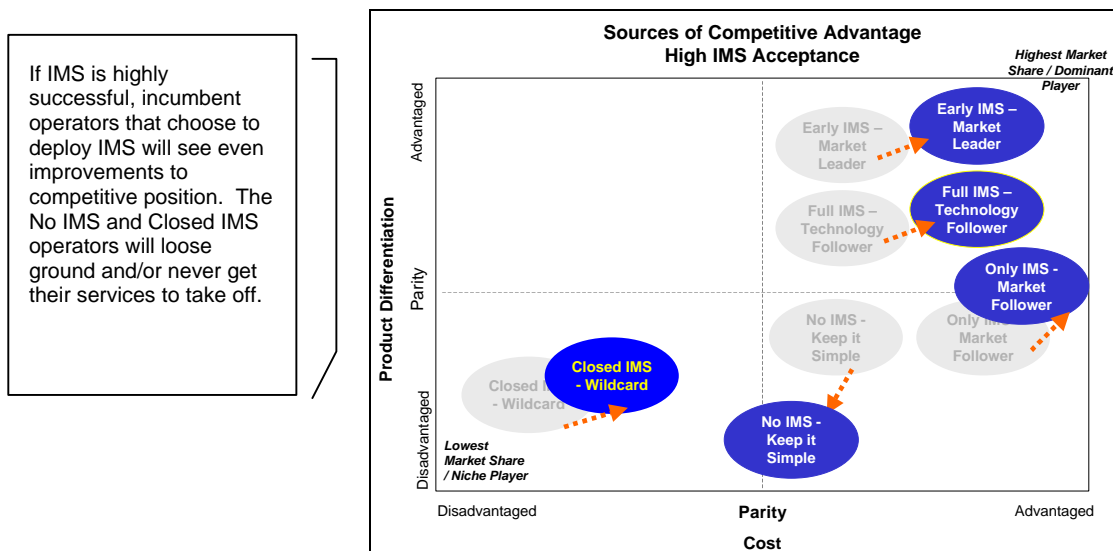 If IMS is highly
successful, incumbent
operators that choose to
deploy IMS will see even
improvements to
competitive position.  The
No IMS and Closed IMS
operators will loose
ground and/or never get
their services to take off.
Sources of Competitive Advantage
High IMS Acceptance
Highest Market
Share / Dominant
Player
Product Differentiation
Advantaged
Parity
Disadvantaged
Early IMS –
Market
Leader
Early IMS –
Market
Leader
Full IMS –
Technology
Follower
Full IMS –
Technology
Follower
Only IMS -
Market
Follower
No IMS -
Keep it
Simple
Only IMS
Market
Follower
Closed IMS
- Wildcard
Closed IMS
- Wildcard
No IMS -
Keep it
Simple
Lowest
Market Share
/ Niche Player
Disadvantaged
Parity
Advantaged
Cost